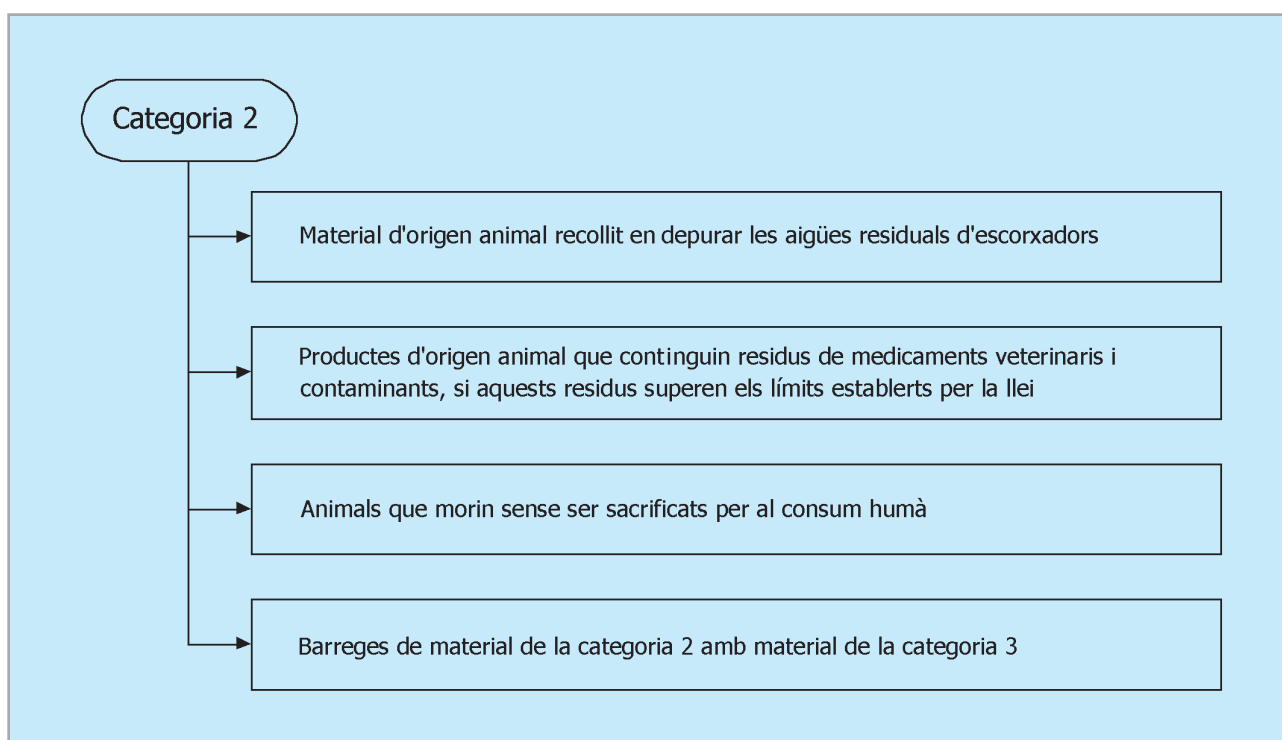 Categoria 2
Material d'origen animal recollit en depurar les aigües residuals d'escorxadors
Productes d'origen animal que continguin residus de medicaments veterinaris i
contaminants, si aquests residus superen els límits establerts per la llei
Animals que morin sense ser sacrificats per al consum humà
Barreges de material de la categoria 2 amb material de la categoria 3